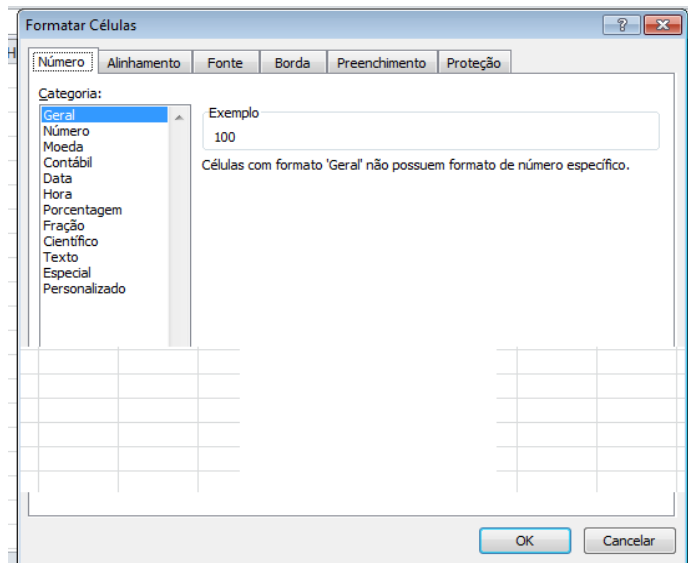 Formatar Células
H
Número Alinhamento Fonte Borda Preenchimento Proteção
Categoria:
Geral
Número
Moeda
Contábil
Data
Hora
Porcentagem
Fração
Científico
Texto
Especial
Personalizado
Exemplo
100
Células com formato 'Geral' não possuem formato de número específico.
OK Cancelar